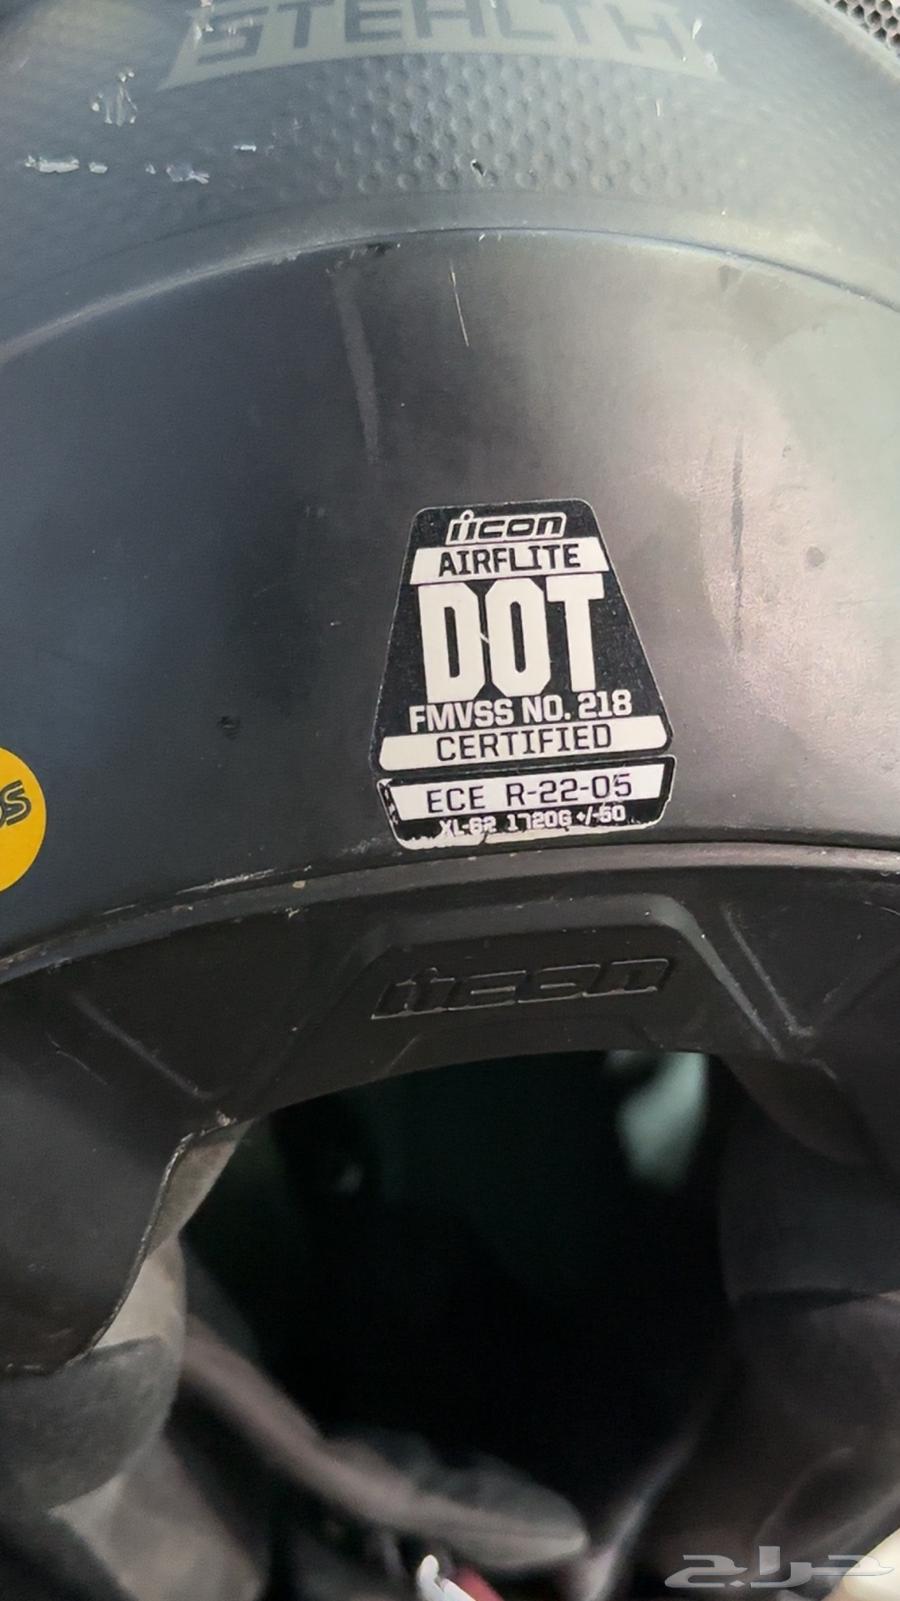 STEALTH
icon
AIRFLITE
DOT
FMVSS NO. 218
CERTIFIED
ECE R-22-05
XL-62 1720G +/-50
icon
حراج